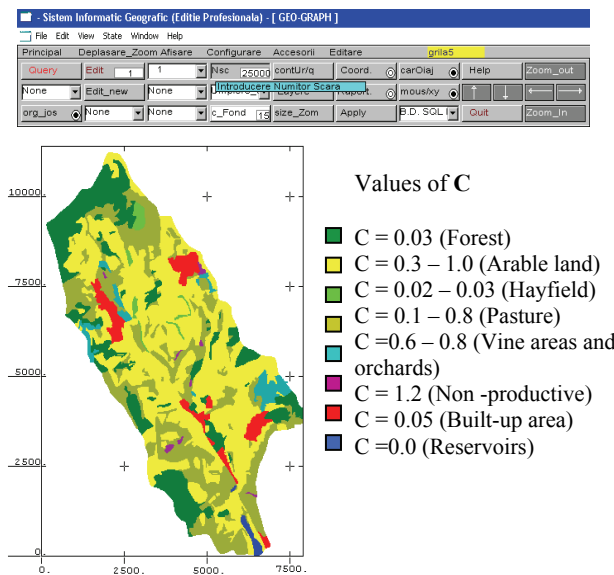 - Sistem Informatic Geografic (Editie Profesionala) - [ GEO-GRAPH ]
File Edit View State Window Help
Principal Deplasare_Zoom Afisare Configurare Accesorii Editare grila5
Query Edit 1 1 Nsc 25000 contUr/q Coord. carOiaj Help Zoom_out
None Edit_new None Introducere Numitor Scara mous/xy
org_jos None None c_Fond 15 size_Zom Apply B.D. SQL Quit Zoom_In
Values of C
10000.
7500.
5000.
2500.
0.
0. 2500. 5000. 7500.
C = 0.03 (Forest)
C = 0.3 – 1.0 (Arable land)
C = 0.02 – 0.03 (Hayfield)
C = 0.1 – 0.8 (Pasture)
C =0.6 – 0.8 (Vine areas and
orchards)
C = 1.2 (Non -productive)
C = 0.05 (Built-up area)
C =0.0 (Reservoirs)